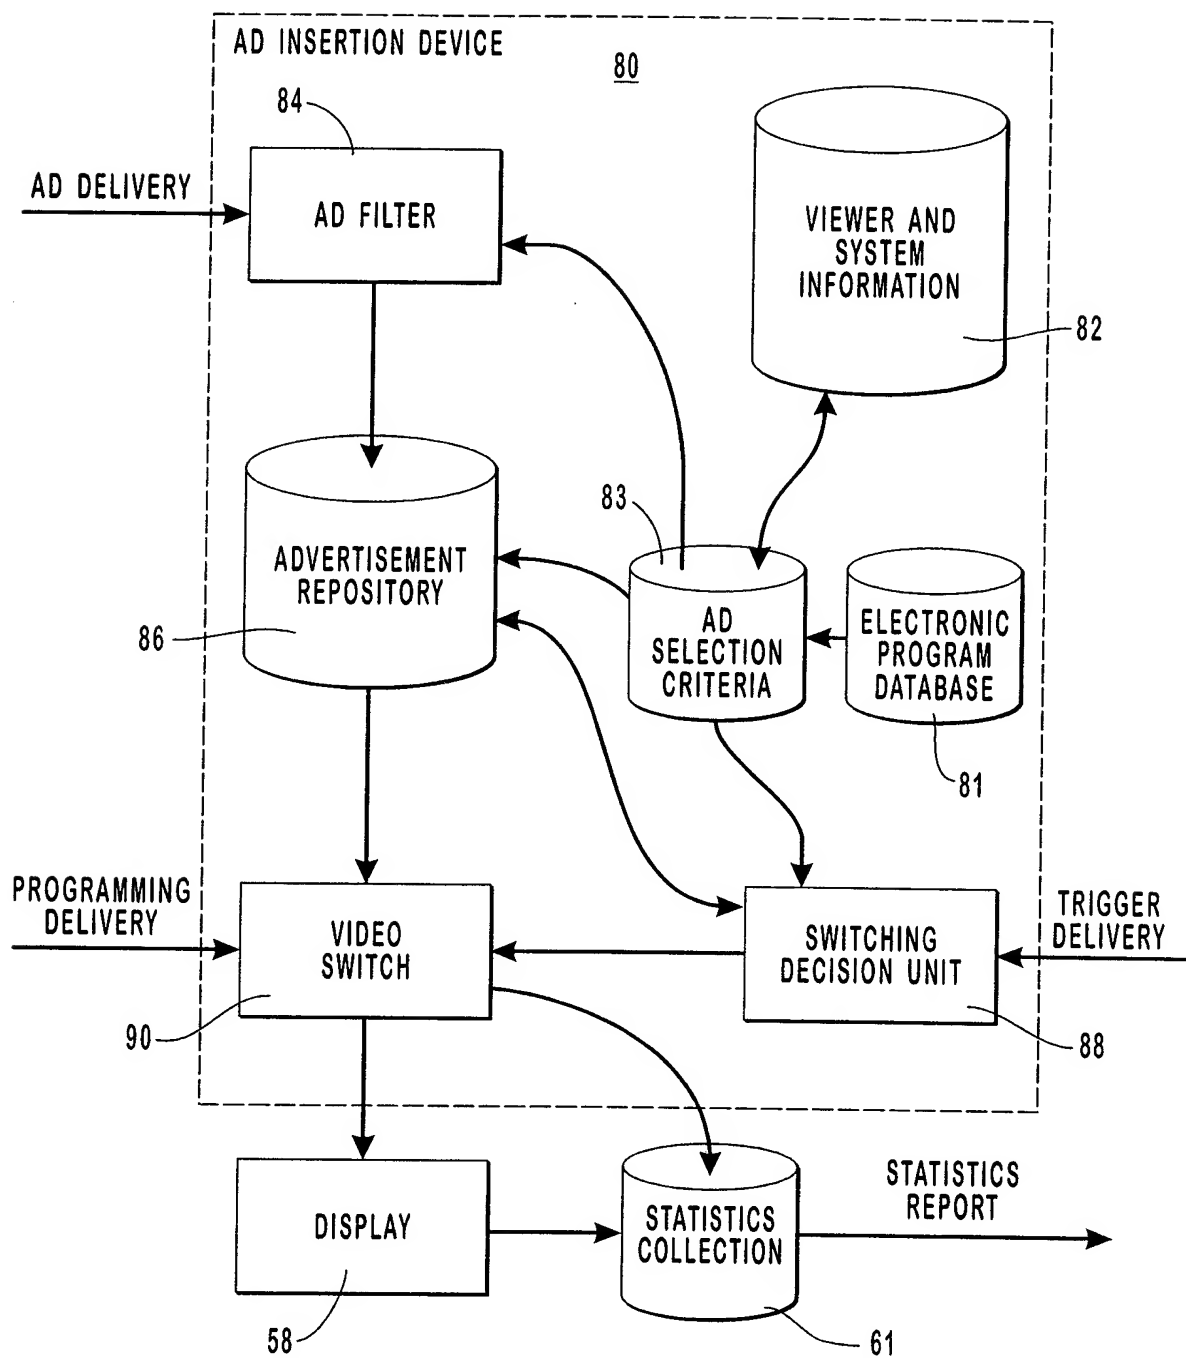 AD INSERTION DEVICE
80
84
AD DELIVERY
AD FILTER
VIEWER AND
SYSTEM
INFORMATION
82
83
ADVERTISEMENT
REPOSITORY
86
AD
SELECTION
CRITERIA
ELECTRONIC
PROGRAM
DATABASE
81
PROGRAMMING
DELIVERY
VIDEO
SWITCH
90
SWITCHING
DECISION UNIT
88
TRIGGER
DELIVERY
DISPLAY
58
STATISTICS
COLLECTION
61
STATISTICS
REPORT